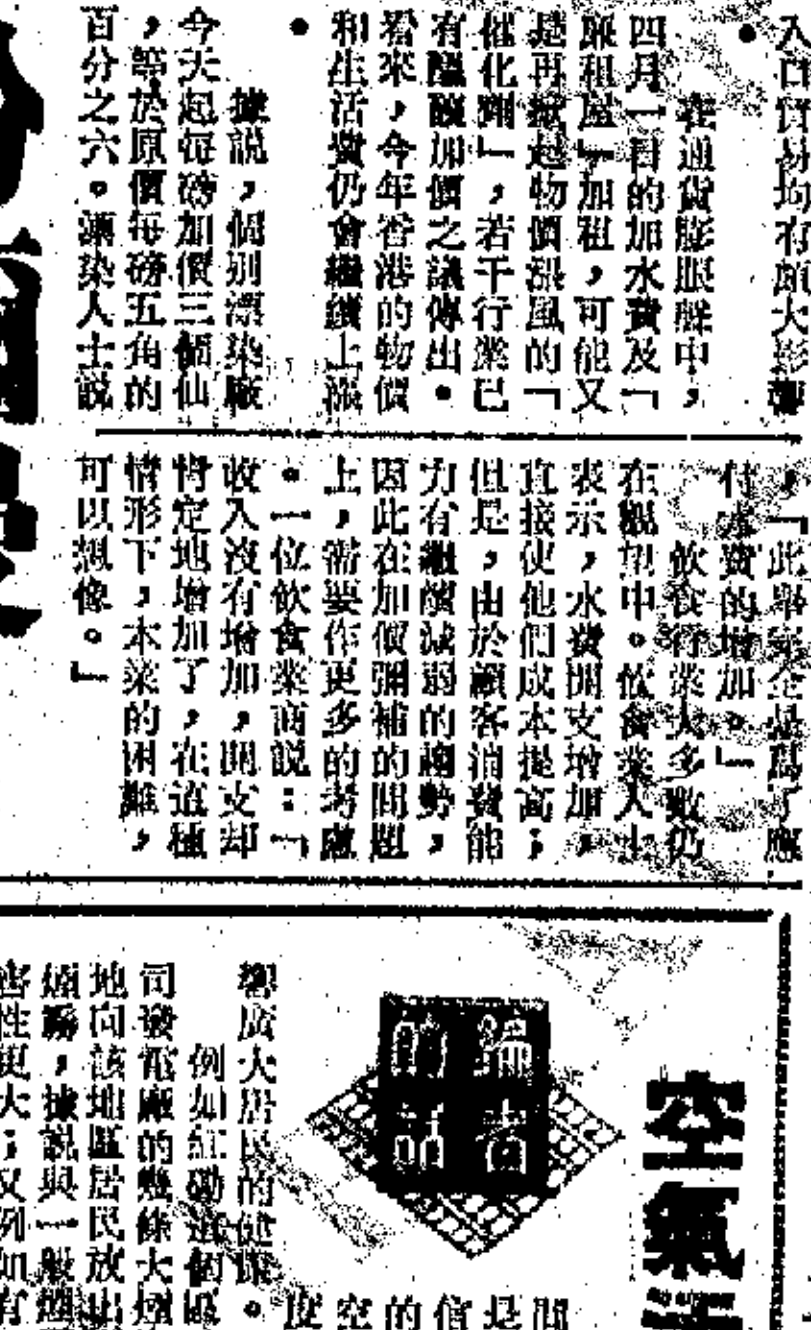 入口貿易均有頗大影響
。
在通貨膨脹聲中，
四月一日的加水費及「
廉租屋」加租，可能又
是再掀起物價漲風的「
催化劑」，若干行業已
有醞釀加價之議傳出。
看來，今年香港的物價
和生活費仍會繼續上漲
。
據說，個別漂染廠
今天起每磅加價三個仙
，等於原價每磅五角的
百分之六。漂染人士說
，「此舉完全是爲了應
付水費的增加。」
飲食行業大多數仍
在觀望中。飲食業人士
表示，水費開支增加，
直接使他們成本提高；
但是，由於顧客消費能
力有繼續減弱的趨勢，
因此在加價彌補的問題
上，需要作更多的考慮
。一位飲食業商說：「
收入沒有增加，開支却
肯定地增加了，在這種
情形下，本業的困難，
可以想像。」
空氣
編者
的話
間
是
信
的
空
度
響廣大居民的健康。
例如紅磡這個區
司發電廠的幾條大煙
地向該地區居民放出
煙霧，據說與一般煙
害性更大；又例如有